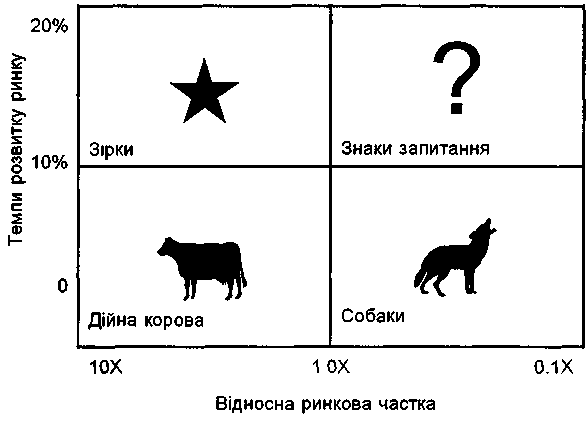 20%
Темпи розвитку ринку
Зірки
Знаки запитання
10%
0
Дійна корова
Собаки
10X
1 0X
0.1X
Відносна ринкова частка
?